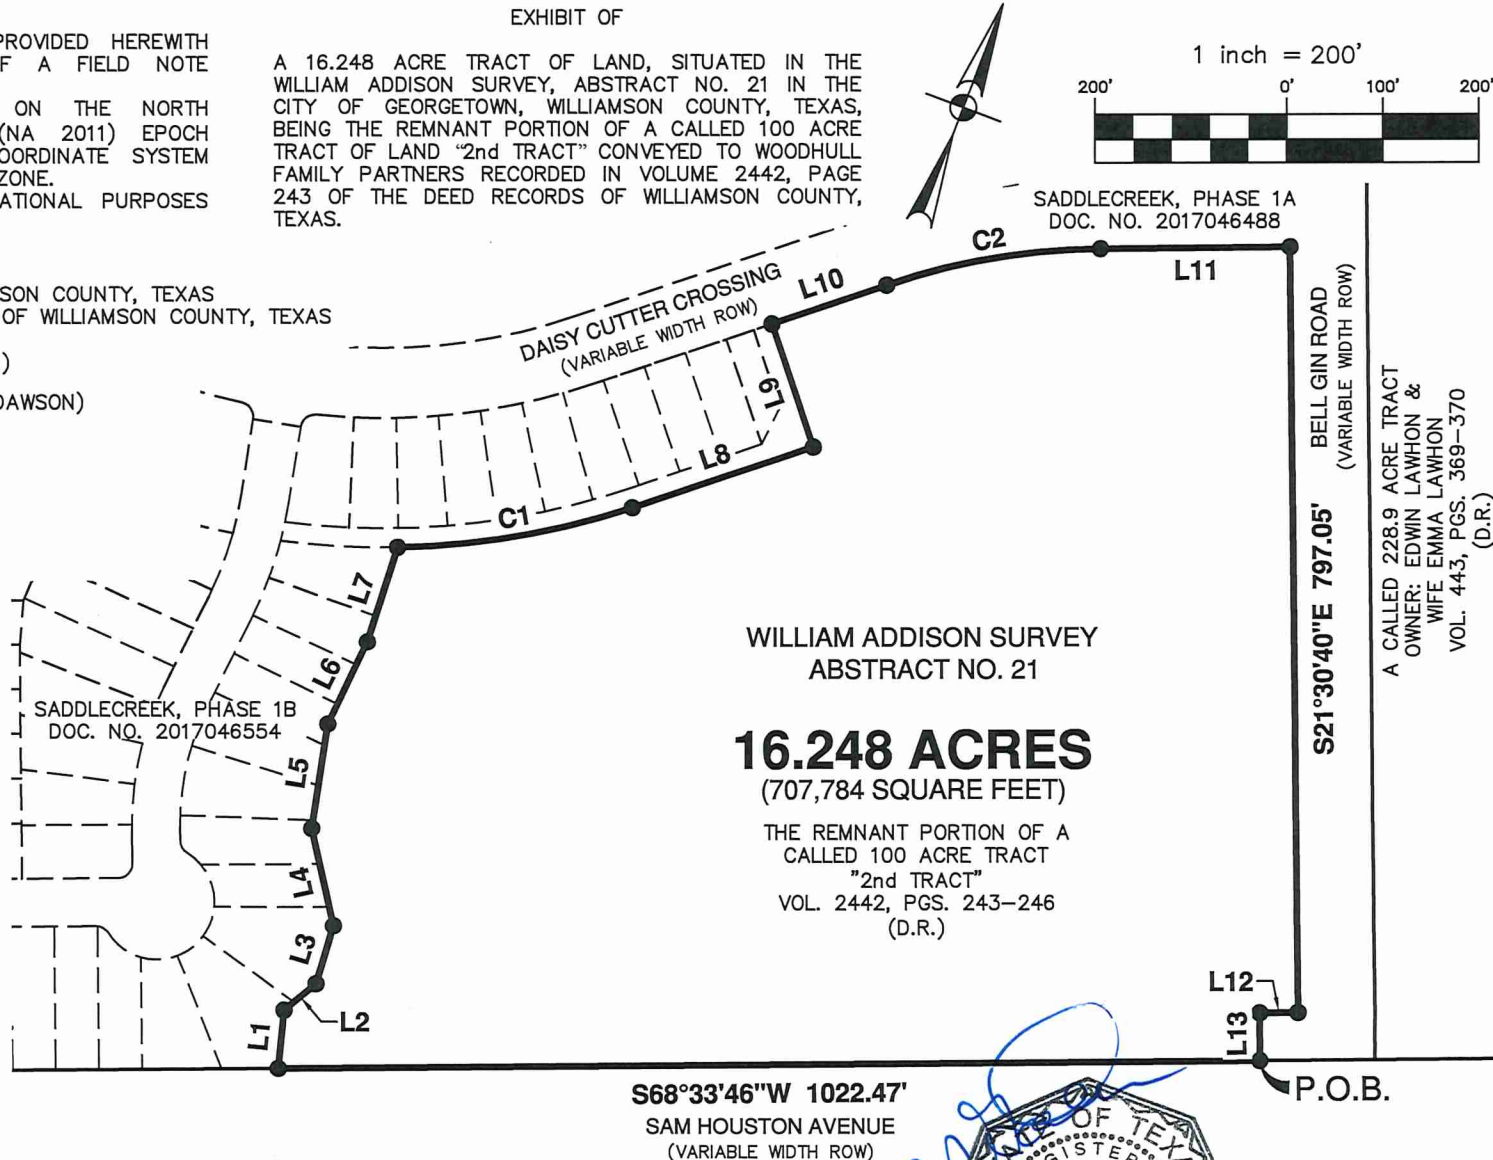 PROVIDED HEREWITH
F A FIELD NOTE
ON THE NORTH
(NA 2011) EPOCH
OORDINATE SYSTEM
ZONE.
ATIONAL PURPOSES
SON COUNTY, TEXAS
OF WILLIAMSON COUNTY, TEXAS
)
DAWSON)
EXHIBIT OF
A 16.248 ACRE TRACT OF LAND, SITUATED IN THE
WILLIAM ADDISON SURVEY, ABSTRACT NO. 21 IN THE
CITY OF GEORGETOWN, WILLIAMSON COUNTY, TEXAS,
BEING THE REMNANT PORTION OF A CALLED 100 ACRE
TRACT OF LAND "2nd TRACT" CONVEYED TO WOODHULL
FAMILY PARTNERS RECORDED IN VOLUME 2442, PAGE
243 OF THE DEED RECORDS OF WILLIAMSON COUNTY,
TEXAS.
1 inch = 200'
200' 0' 100' 200'
SADDLECREEK, PHASE 1A
DOC. NO. 2017046488
C2
L11
L10
DAISY CUTTER CROSSING
(VARIABLE WIDTH ROW)
L9
L8
C1
L7
L6
L5
L4
L3
L2
L1
SADDLECREEK, PHASE 1B
DOC. NO. 2017046554
BELL GIN ROAD
(VARIABLE WIDTH ROW)
S21°30'40"E 797.05'
A CALLED 228.9 ACRE TRACT
OWNER: EDWIN LAWHON &
WIFE EMMA LAWHON
VOL. 443, PGS. 369-370
(D.R.)
WILLIAM ADDISON SURVEY
ABSTRACT NO. 21
16.248 ACRES
(707,784 SQUARE FEET)
THE REMNANT PORTION OF A
CALLED 100 ACRE TRACT
"2nd TRACT"
VOL. 2442, PGS. 243-246
(D.R.)
L12
L13
P.O.B.
S68°33'46"W 1022.47'
SAM HOUSTON AVENUE
(VARIABLE WIDTH ROW)
OF TEX
GISTER